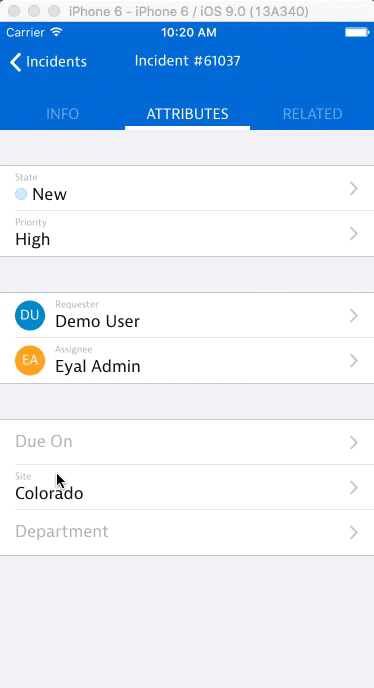 iPhone 6 - iPhone 6 / iOS 9.0 (13A340)
Carrier 10:20 AM
Incidents Incident #61037
INFO ATTRIBUTES RELATED
State
New
Priority
High
DU Requester
Demo User
EA Assignee
Eyal Admin
Due On
Site
Colorado
Department